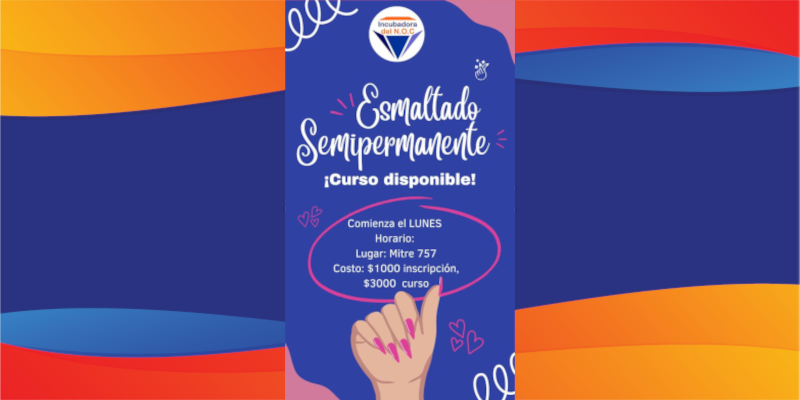 Incubadora
del N.O.C
Esmaltado
Semipermanente
¡Curso disponible!
Comienza el LUNES
Horario:
Lugar: Mitre 757
Costo: $1000 inscripción,
$3000 curso